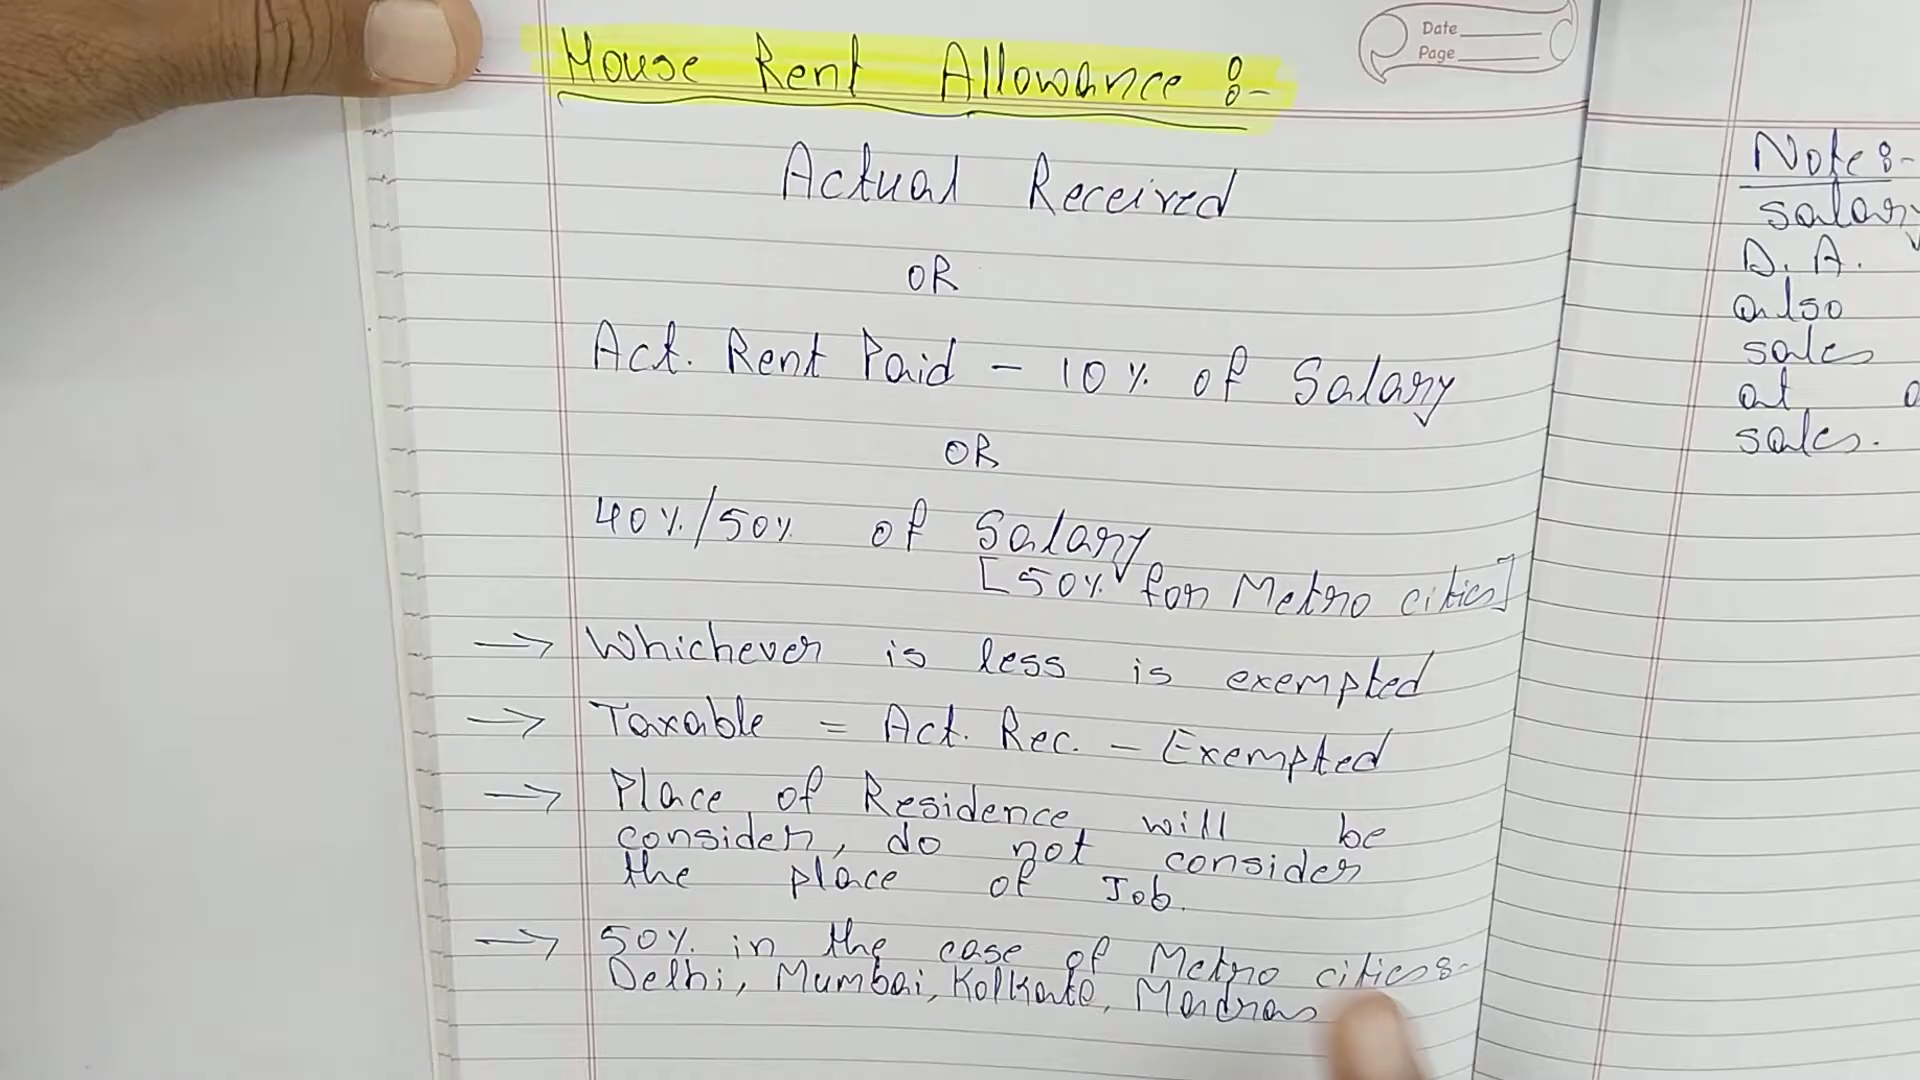 House Rent Allowance :-
Date
Page
Actual Received
OR
Act. Rent Paid - 10% of Salary
OR
40%/50% of Salary
[50% for Metro cities]
→ Whichever is less is exempted
→ Taxable = Act. Rec. - Exempted
→ Place of Residence will be
consider, do not consider
the place of Job.
→ 50% in the case of Metro cities:-
Delhi, Mumbai, Kolkata, Madras
Note:-
salary
D. A.
also
sales
at
sales.